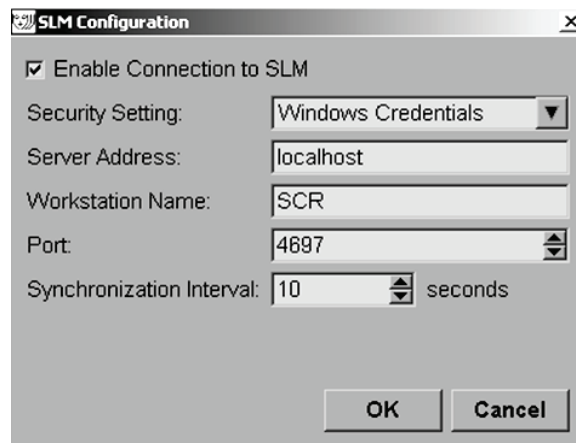 SLM Configuration
Enable Connection to SLM
Security Setting: Windows Credentials
Server Address: localhost
Workstation Name: SCR
Port: 4697
Synchronization Interval: 10 seconds
OK Cancel